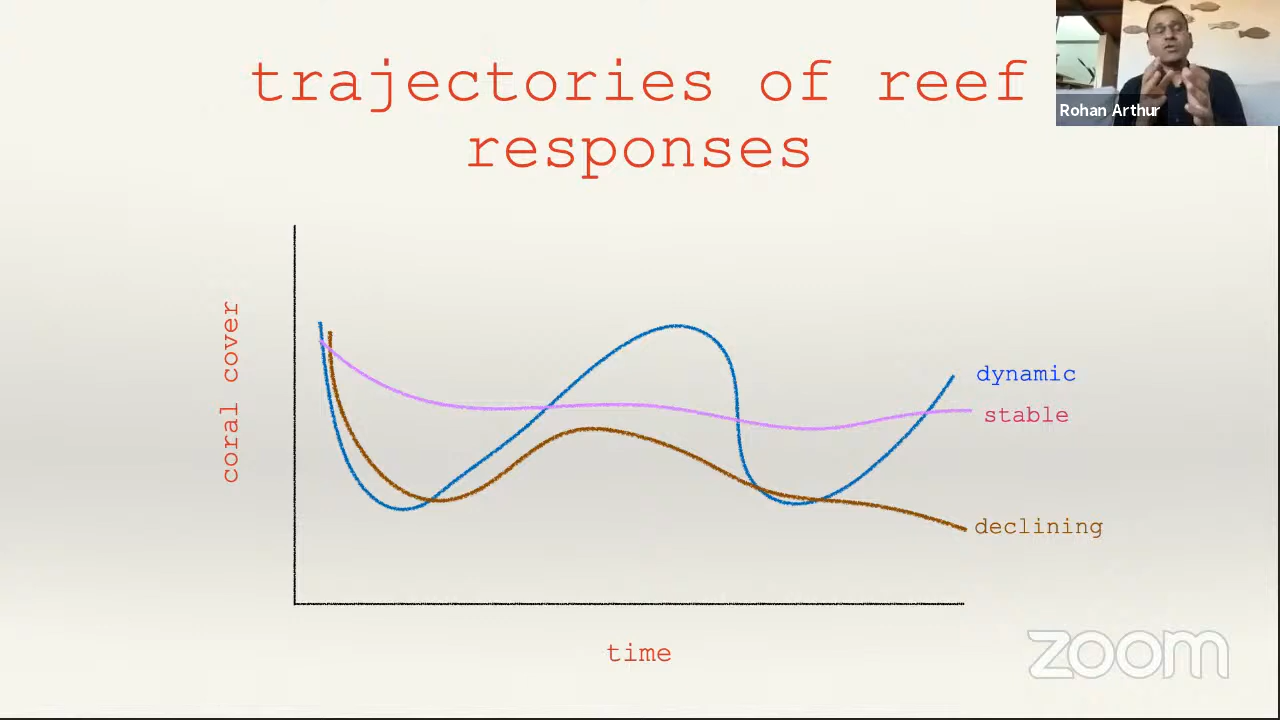 trajectories of reef
responses
Rohan Arthur
coral cover
dynamic
stable
declining
time
zoom